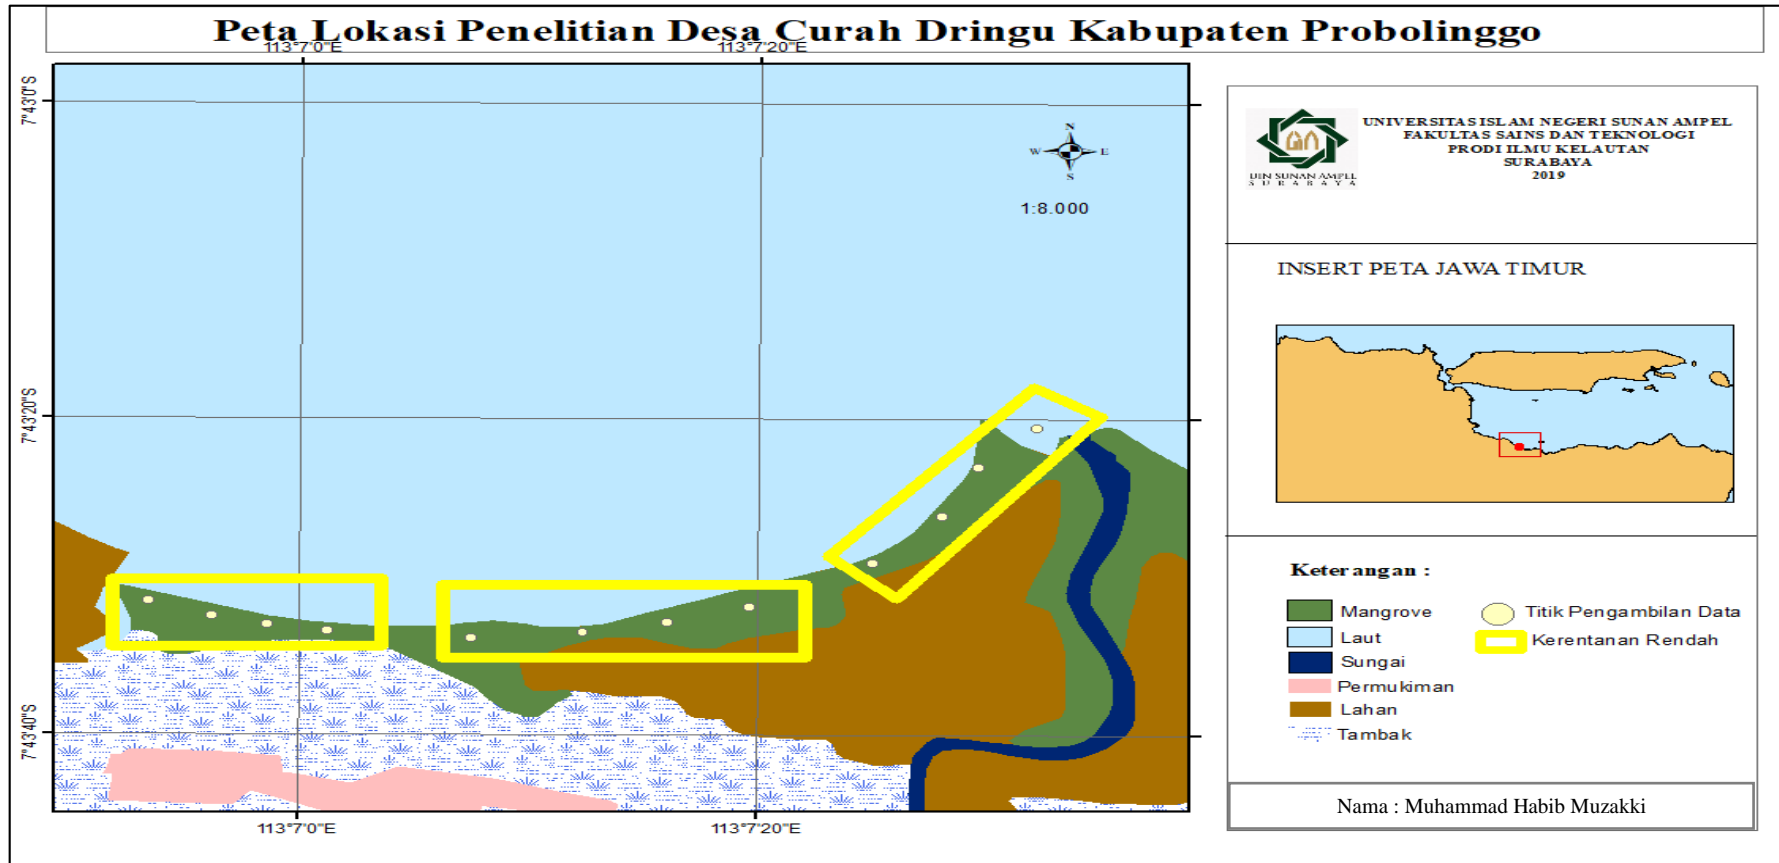 Peta Lokasi Penelitian Desa Curah Dringu Kabupaten Probolinggo
113°7'0"E
113°7'20"E
7°43'0"S
7°43'20"S
7°43'40"S
N
W
E
S
1:8.000
113°7'0"E
113°7'20"E
UIN SUNAN AMPEL
SURABAYA
UNIVERSITAS ISLAM NEGERI SUNAN AMPEL
FAKULTAS SAINS DAN TEKNOLOGI
PRODI ILMU KELAUTAN
SURABAYA
2019
INSERT PETA JAWA TIMUR
Keterangan :
Mangrove
Laut
Sungai
Permukiman
Lahan
Tambak
Titik Pengambilan Data
Kerentanan Rendah
Nama : Muhammad Habib Muzakki